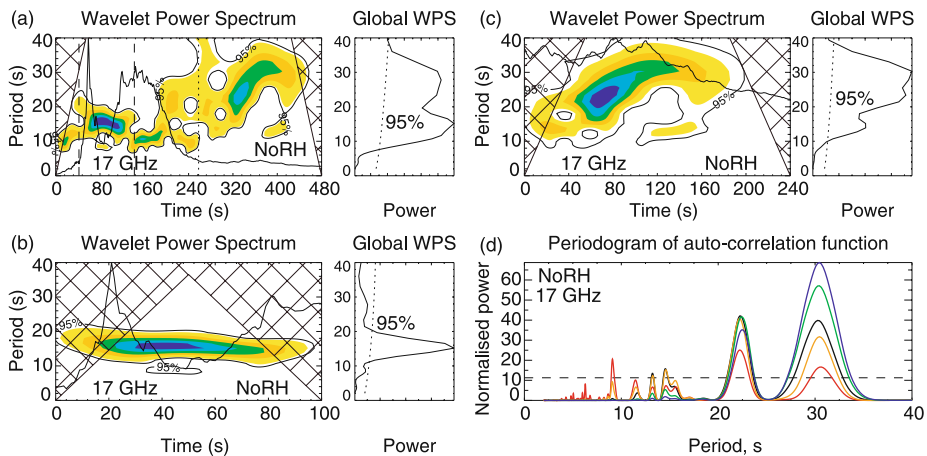 (a) Wavelet Power Spectrum Global WPS
40
30
20
10
0
Period (s)
95%
95%
95%
95%
17 GHz NoRH
0 80 160 240 360 480
Time (s)
40
30
20
10
0
95%
Power
(c) Wavelet Power Spectrum Global WPS
40
30
20
10
0
Period (s)
95%
95%
95%
17 GHz NoRH
0 40 80 120 200 240
Time (s)
40
30
20
10
0
95%
Power
(b) Wavelet Power Spectrum Global WPS
40
30
20
10
0
Period (s)
95%
95%
17 GHz NoRH
0 20 40 60 80 100
Time (s)
40
30
20
10
0
95%
Power
(d) Periodogram of auto-correlation function
NoRH
17 GHz
Normalised power
60
50
40
30
20
10
0
0 10 20 30 40
Period, s